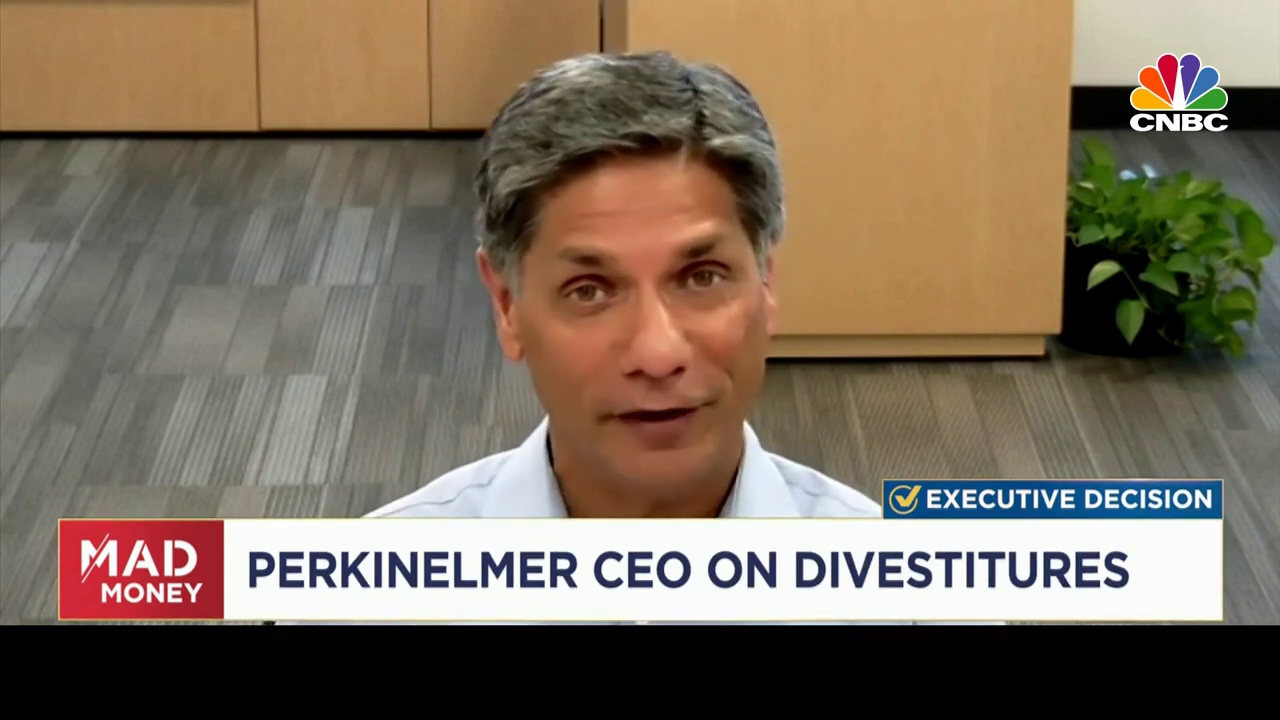 CNBC
EXECUTIVE DECISION
MAD
MONEY
PERKINELMER CEO ON DIVESTITURES